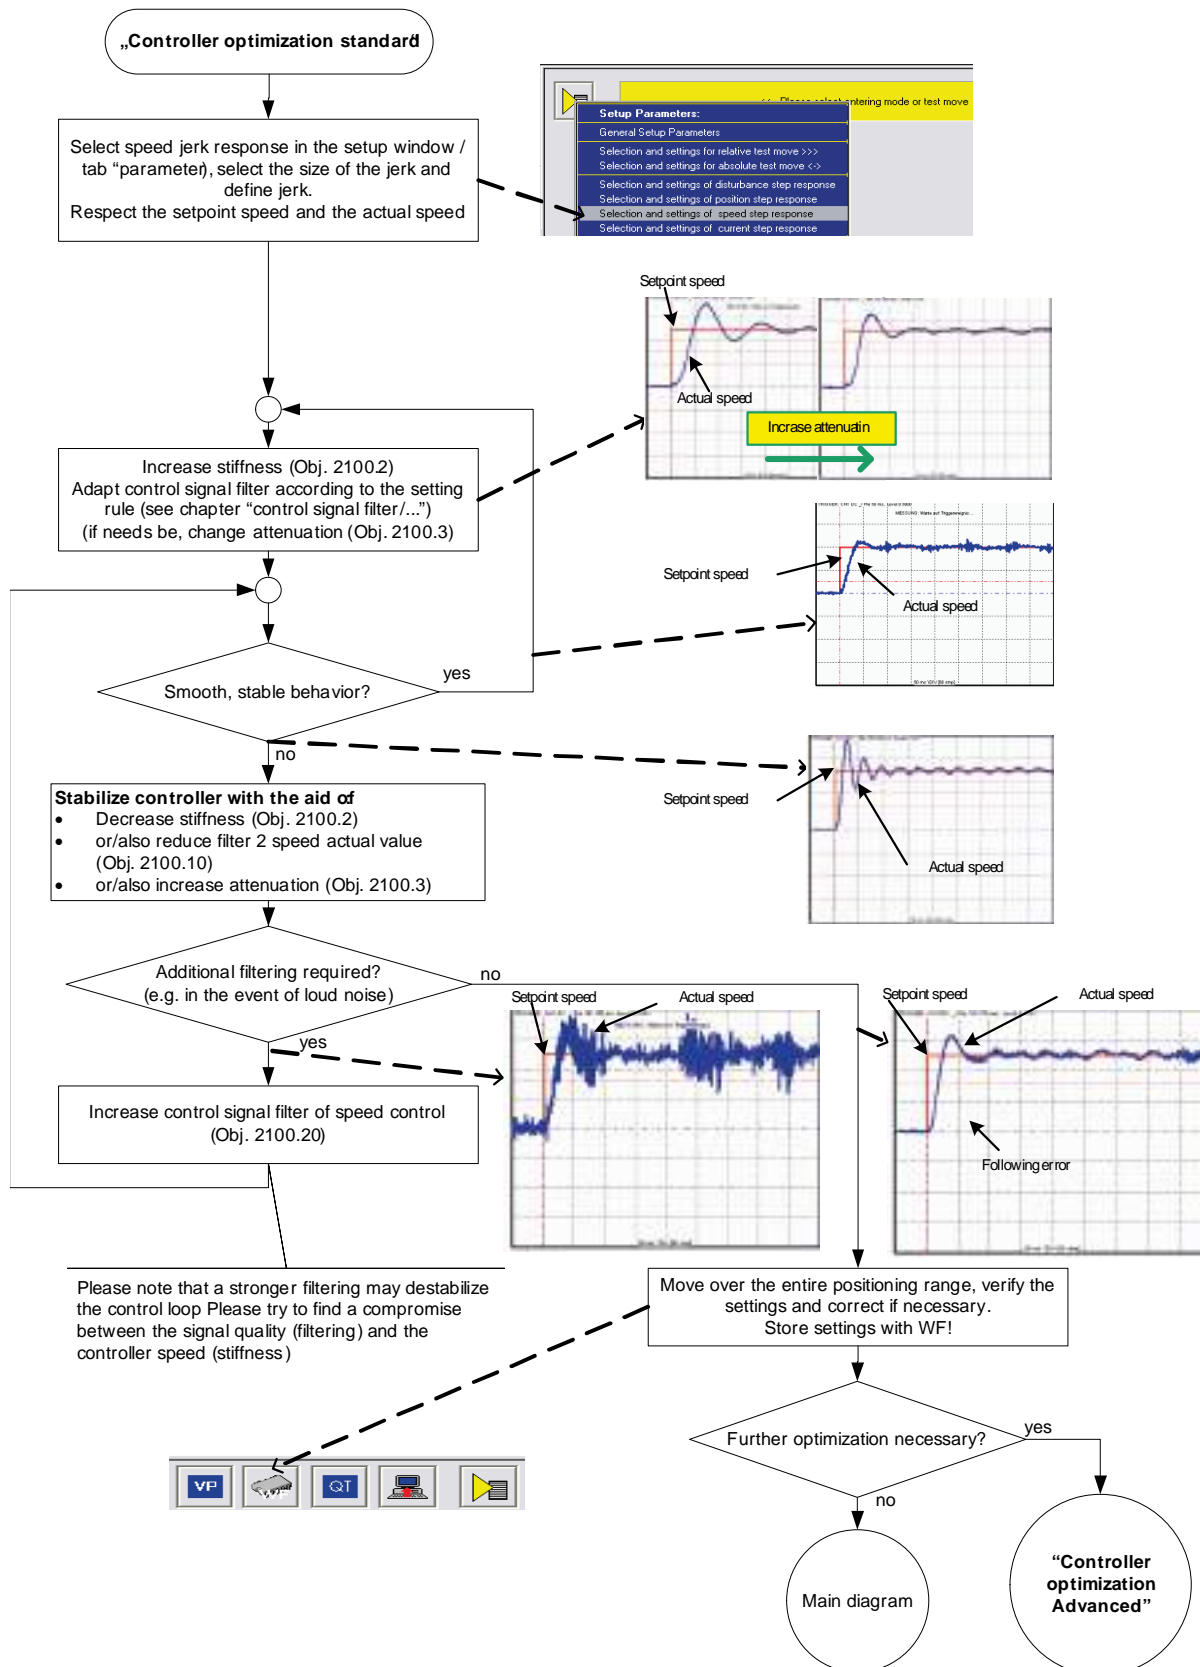 „Controller optimization standard“
Select speed jerk response in the setup window /
tab “parameter), select the size of the jerk and
define jerk.
Respect the setpoint speed and the actual speed
Please select entering mode or test move
Setup Parameters:
General Setup Parameters
Selection and settings for relative test move >>>
Selection and settings for absolute test move <->
Selection and settings of disturbance step response
Selection and settings of position step response
Selection and settings of speed step response
Selection and settings of current step response
Setpoint speed
Actual speed
Incrase attenuatin
Increase stiffness (Obj. 2100.2)
Adapt control signal filter according to the setting
rule (see chapter “control signal filter/...”)
(if needs be, change attenuation (Obj. 2100.3)
MESSUNG: Warte auf Triggerereignis...
Setpoint speed
Actual speed
Smooth, stable behavior?
yes
no
Setpoint speed
Actual speed
Stabilize controller with the aid of
• Decrease stiffness (Obj. 2100.2)
• or/also reduce filter 2 speed actual value
(Obj. 2100.10)
• or/also increase attenuation (Obj. 2100.3)
Additional filtering required?
(e.g. in the event of loud noise)
no
yes
Setpoint speed
Actual speed
Setpoint speed
Actual speed
Following error
Increase control signal filter of speed control
(Obj. 2100.20)
Please note that a stronger filtering may destabilize
the control loop Please try to find a compromise
between the signal quality (filtering) and the
controller speed (stiffness)
Move over the entire positioning range, verify the
settings and correct if necessary.
Store settings with WF!
Further optimization necessary?
yes
no
VP
WF
QT
Main diagram
“Controller
optimization
Advanced”